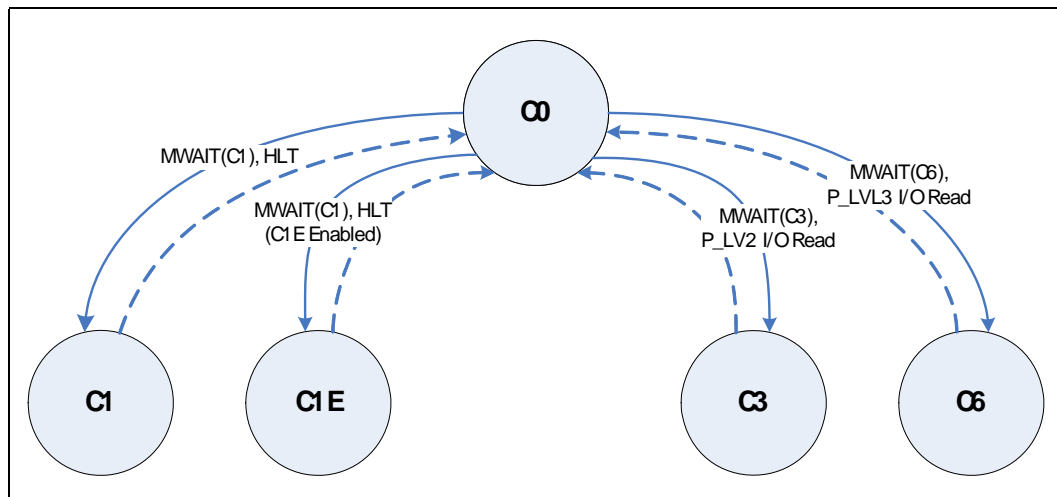 C0
MWAIT(C1), HLT
MWAIT(C1), HLT
(C1E Enabled)
MWAIT(C3),
P_LV2 I/O Read
MWAIT(C6),
P_LVL3 I/O Read
C1
C1E
C3
C6